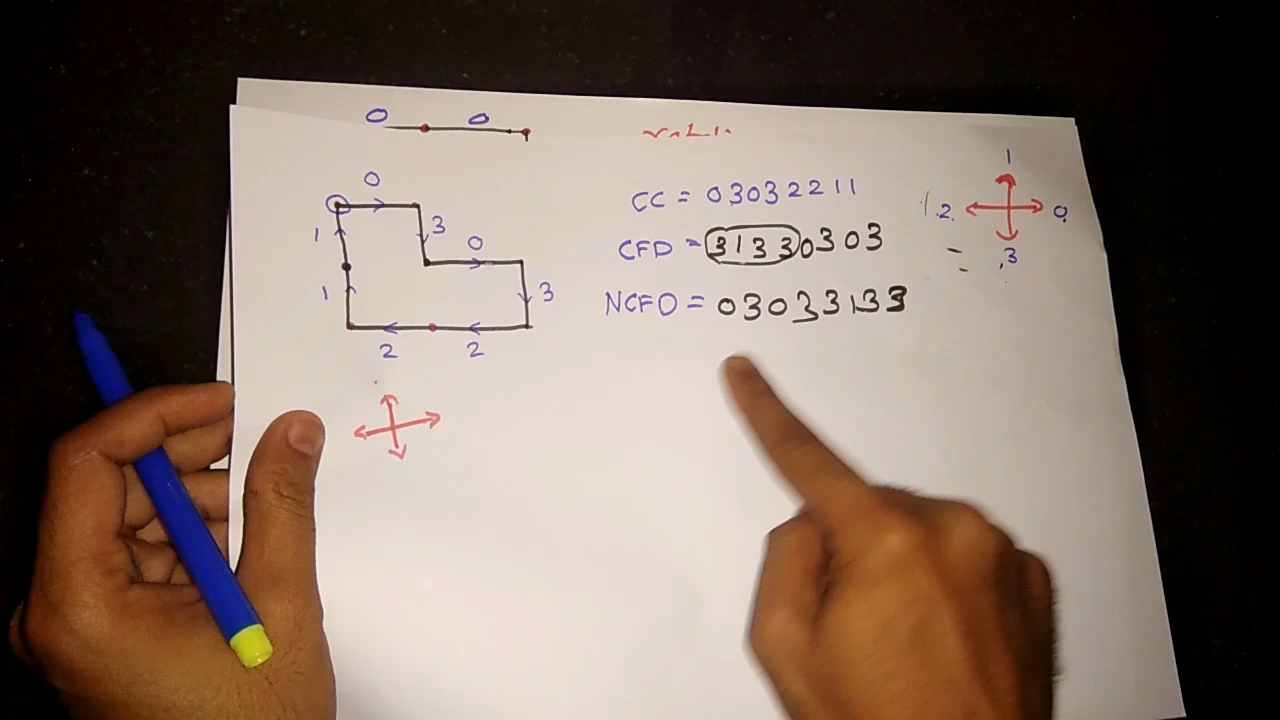 0 0
0
1 3 0
1 3
2 2
CC = 03032211
CFD = 31330303
NCFD = 03033133
1
2 0
3